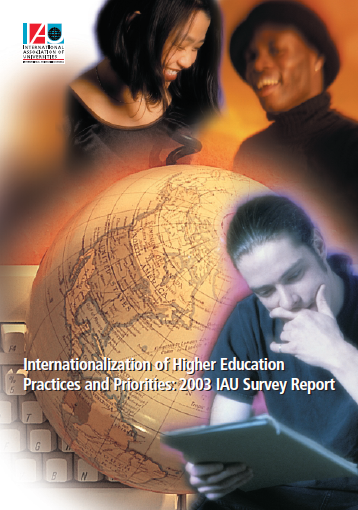 IAU
INTERNATIONAL
ASSOCIATION OF
UNIVERSITIES
Internationalization of Higher Education
Practices and Priorities: 2003 IAU Survey Report
T
G
B
N